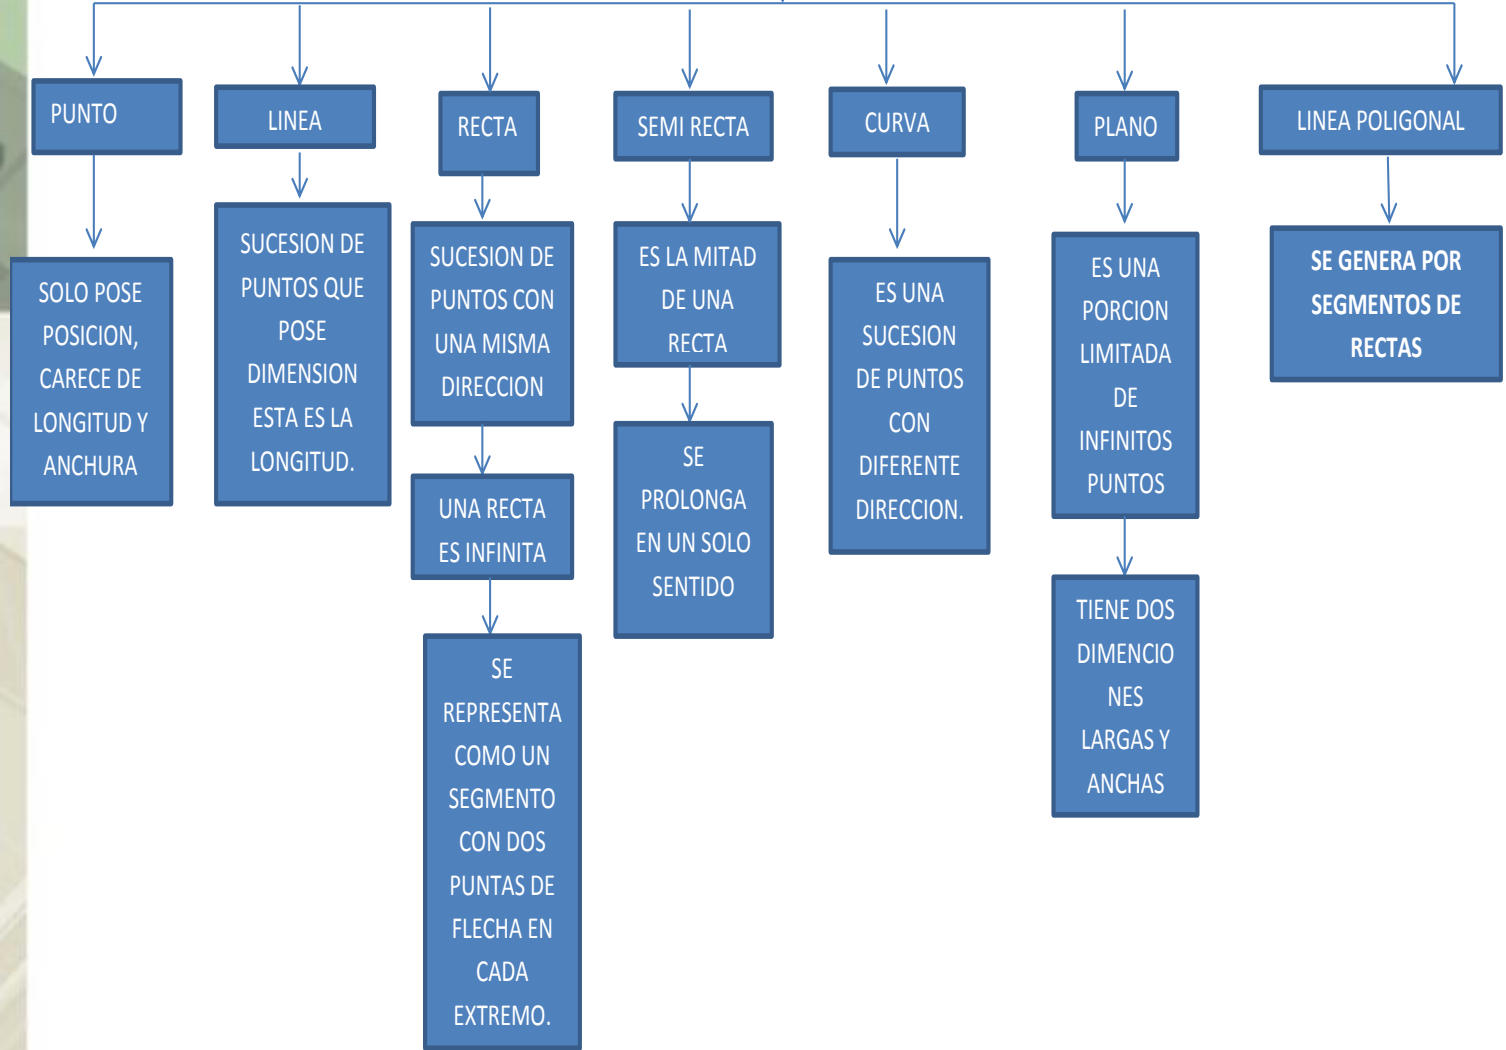 PUNTO
SOLO POSE
POSICION,
CARECE DE
LONGITUD Y
ANCHURA
LINEA
SUCESION DE
PUNTOS QUE
POSE
DIMENSION
ESTA ES LA
LONGITUD.
RECTA
SUCESION DE
PUNTOS CON
UNA MISMA
DIRECCION
UNA RECTA
ES INFINITA
SE
REPRESENTA
COMO UN
SEGMENTO
CON DOS
PUNTAS DE
FLECHA EN
CADA
EXTREMO.
SEMI RECTA
ES LA MITAD
DE UNA
RECTA
SE
PROLONGA
EN UN SOLO
SENTIDO
CURVA
ES UNA
SUCESION
DE PUNTOS
CON
DIFERENTE
DIRECCION.
PLANO
ES UNA
PORCION
LIMITADA
DE
INFINITOS
PUNTOS
TIENE DOS
DIMENCIO
NES
LARGAS Y
ANCHAS
LINEA POLIGONAL
SE GENERA POR
SEGMENTOS DE
RECTAS